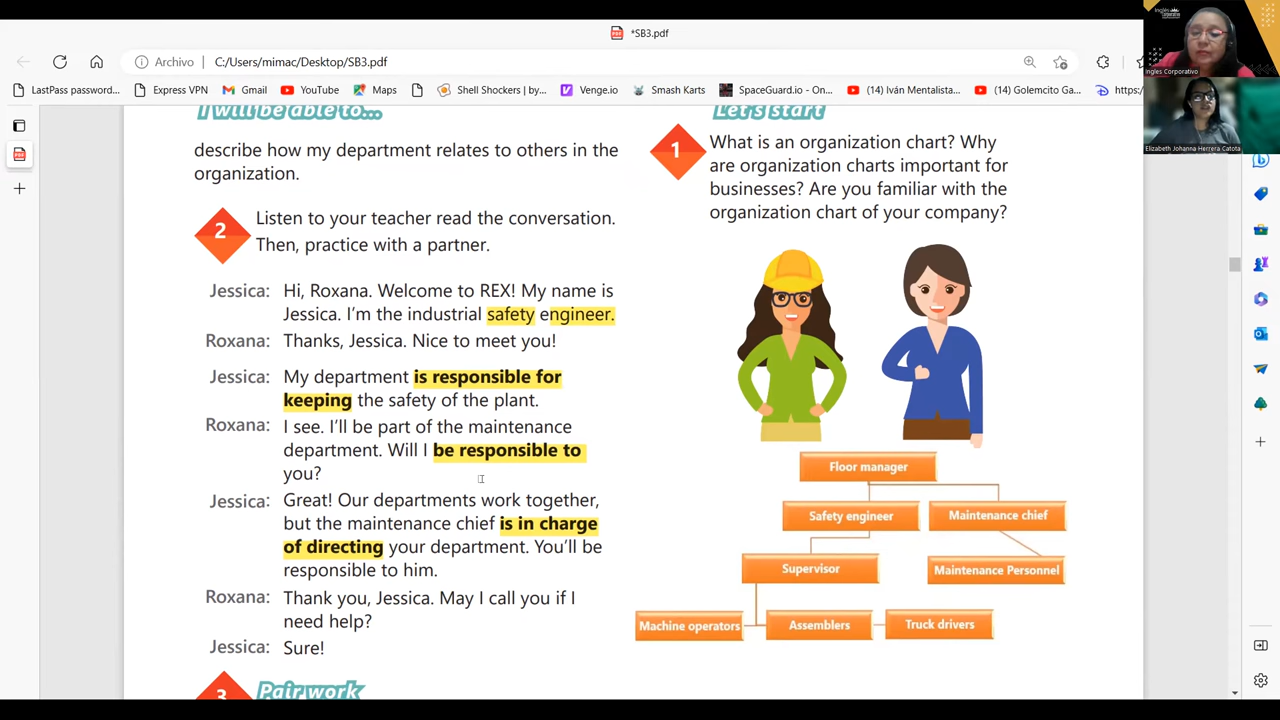 *SB3.pdf
Archivo
C:/Users/mimac/Desktop/SB3.pdf
LastPass password...
Express VPN
Gmail
YouTube
Maps
Shell Shockers | by...
Venge.io
Smash Karts
SpaceGuard.io - On...
(14) Iván Mentalista...
(14) Golemcito Ga...
https:
Ingles Corporativo
Elizabeth Johanna Herrera Catota
I will be able to...
describe how my department relates to others in the
organization.
2
Listen to your teacher read the conversation.
Then, practice with a partner.
Jessica: Hi, Roxana. Welcome to REX! My name is
Jessica. I'm the industrial safety engineer.
Roxana: Thanks, Jessica. Nice to meet you!
Jessica: My department is responsible for
keeping the safety of the plant.
Roxana: I see. I'll be part of the maintenance
department. Will I be responsible to
you?
Jessica: Great! Our departments work together,
but the maintenance chief is in charge
of directing your department. You'll be
responsible to him.
Roxana: Thank you, Jessica. May I call you if I
need help?
Jessica: Sure!
3
Pair work
Let's start
1
What is an organization chart? Why
are organization charts important for
businesses? Are you familiar with the
organization chart of your company?
Floor manager
Safety engineer
Maintenance chief
Supervisor
Maintenance Personnel
Machine operators
Assemblers
Truck drivers